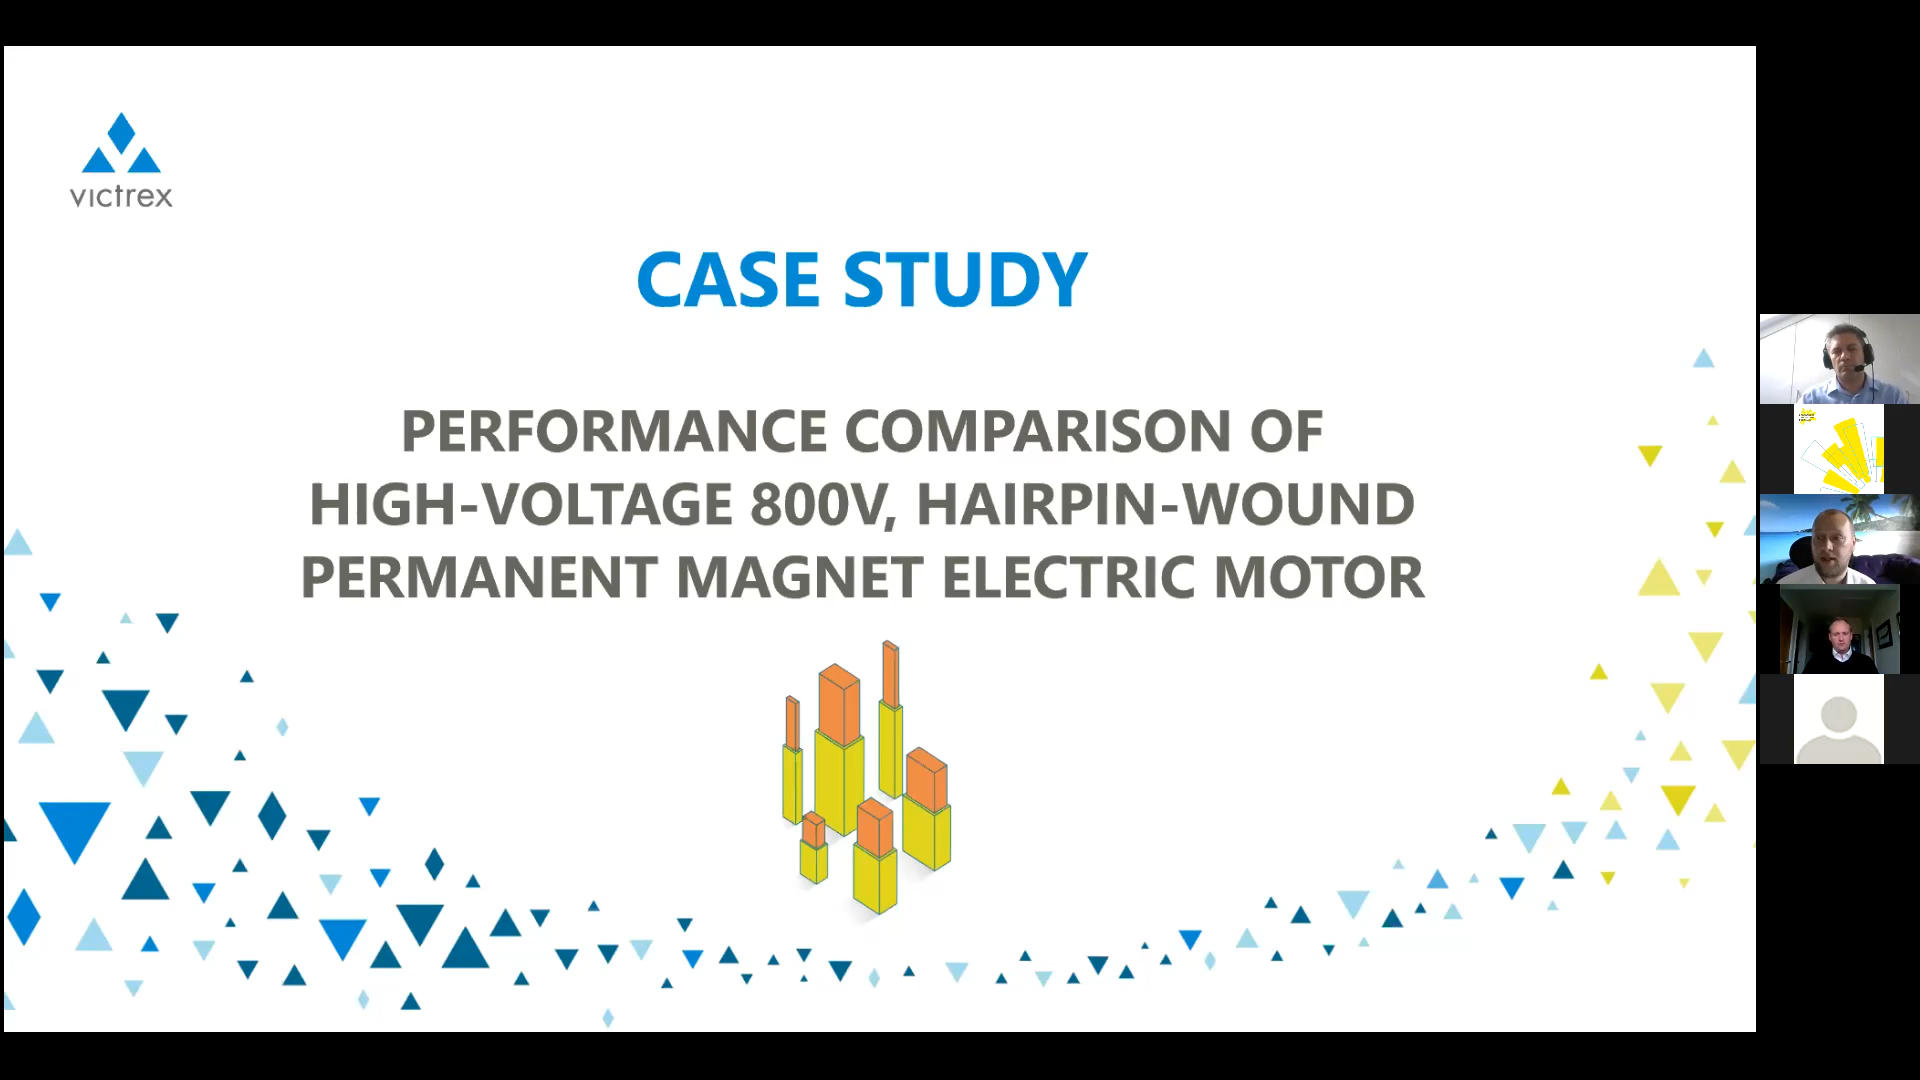 victrex
CASE STUDY
PERFORMANCE COMPARISON OF
HIGH-VOLTAGE 800V, HAIRPIN-WOUND
PERMANENT MAGNET ELECTRIC MOTOR